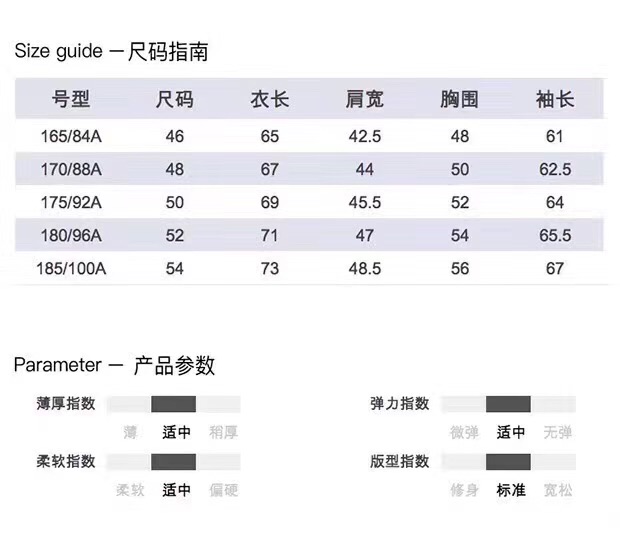 Size guide — 尺码指南
号型 尺码 衣长 肩宽 胸围 袖长
165/84A 46 65 42.5 48 61
170/88A 48 67 44 50 62.5
175/92A 50 69 45.5 52 64
180/96A 52 71 47 54 65.5
185/100A 54 73 48.5 56 67
Parameter — 产品参数
薄厚指数 弹力指数
薄 适中 稍厚 微弹 适中 无弹
柔软指数 版型指数
柔软 适中 偏硬 修身 标准 宽松